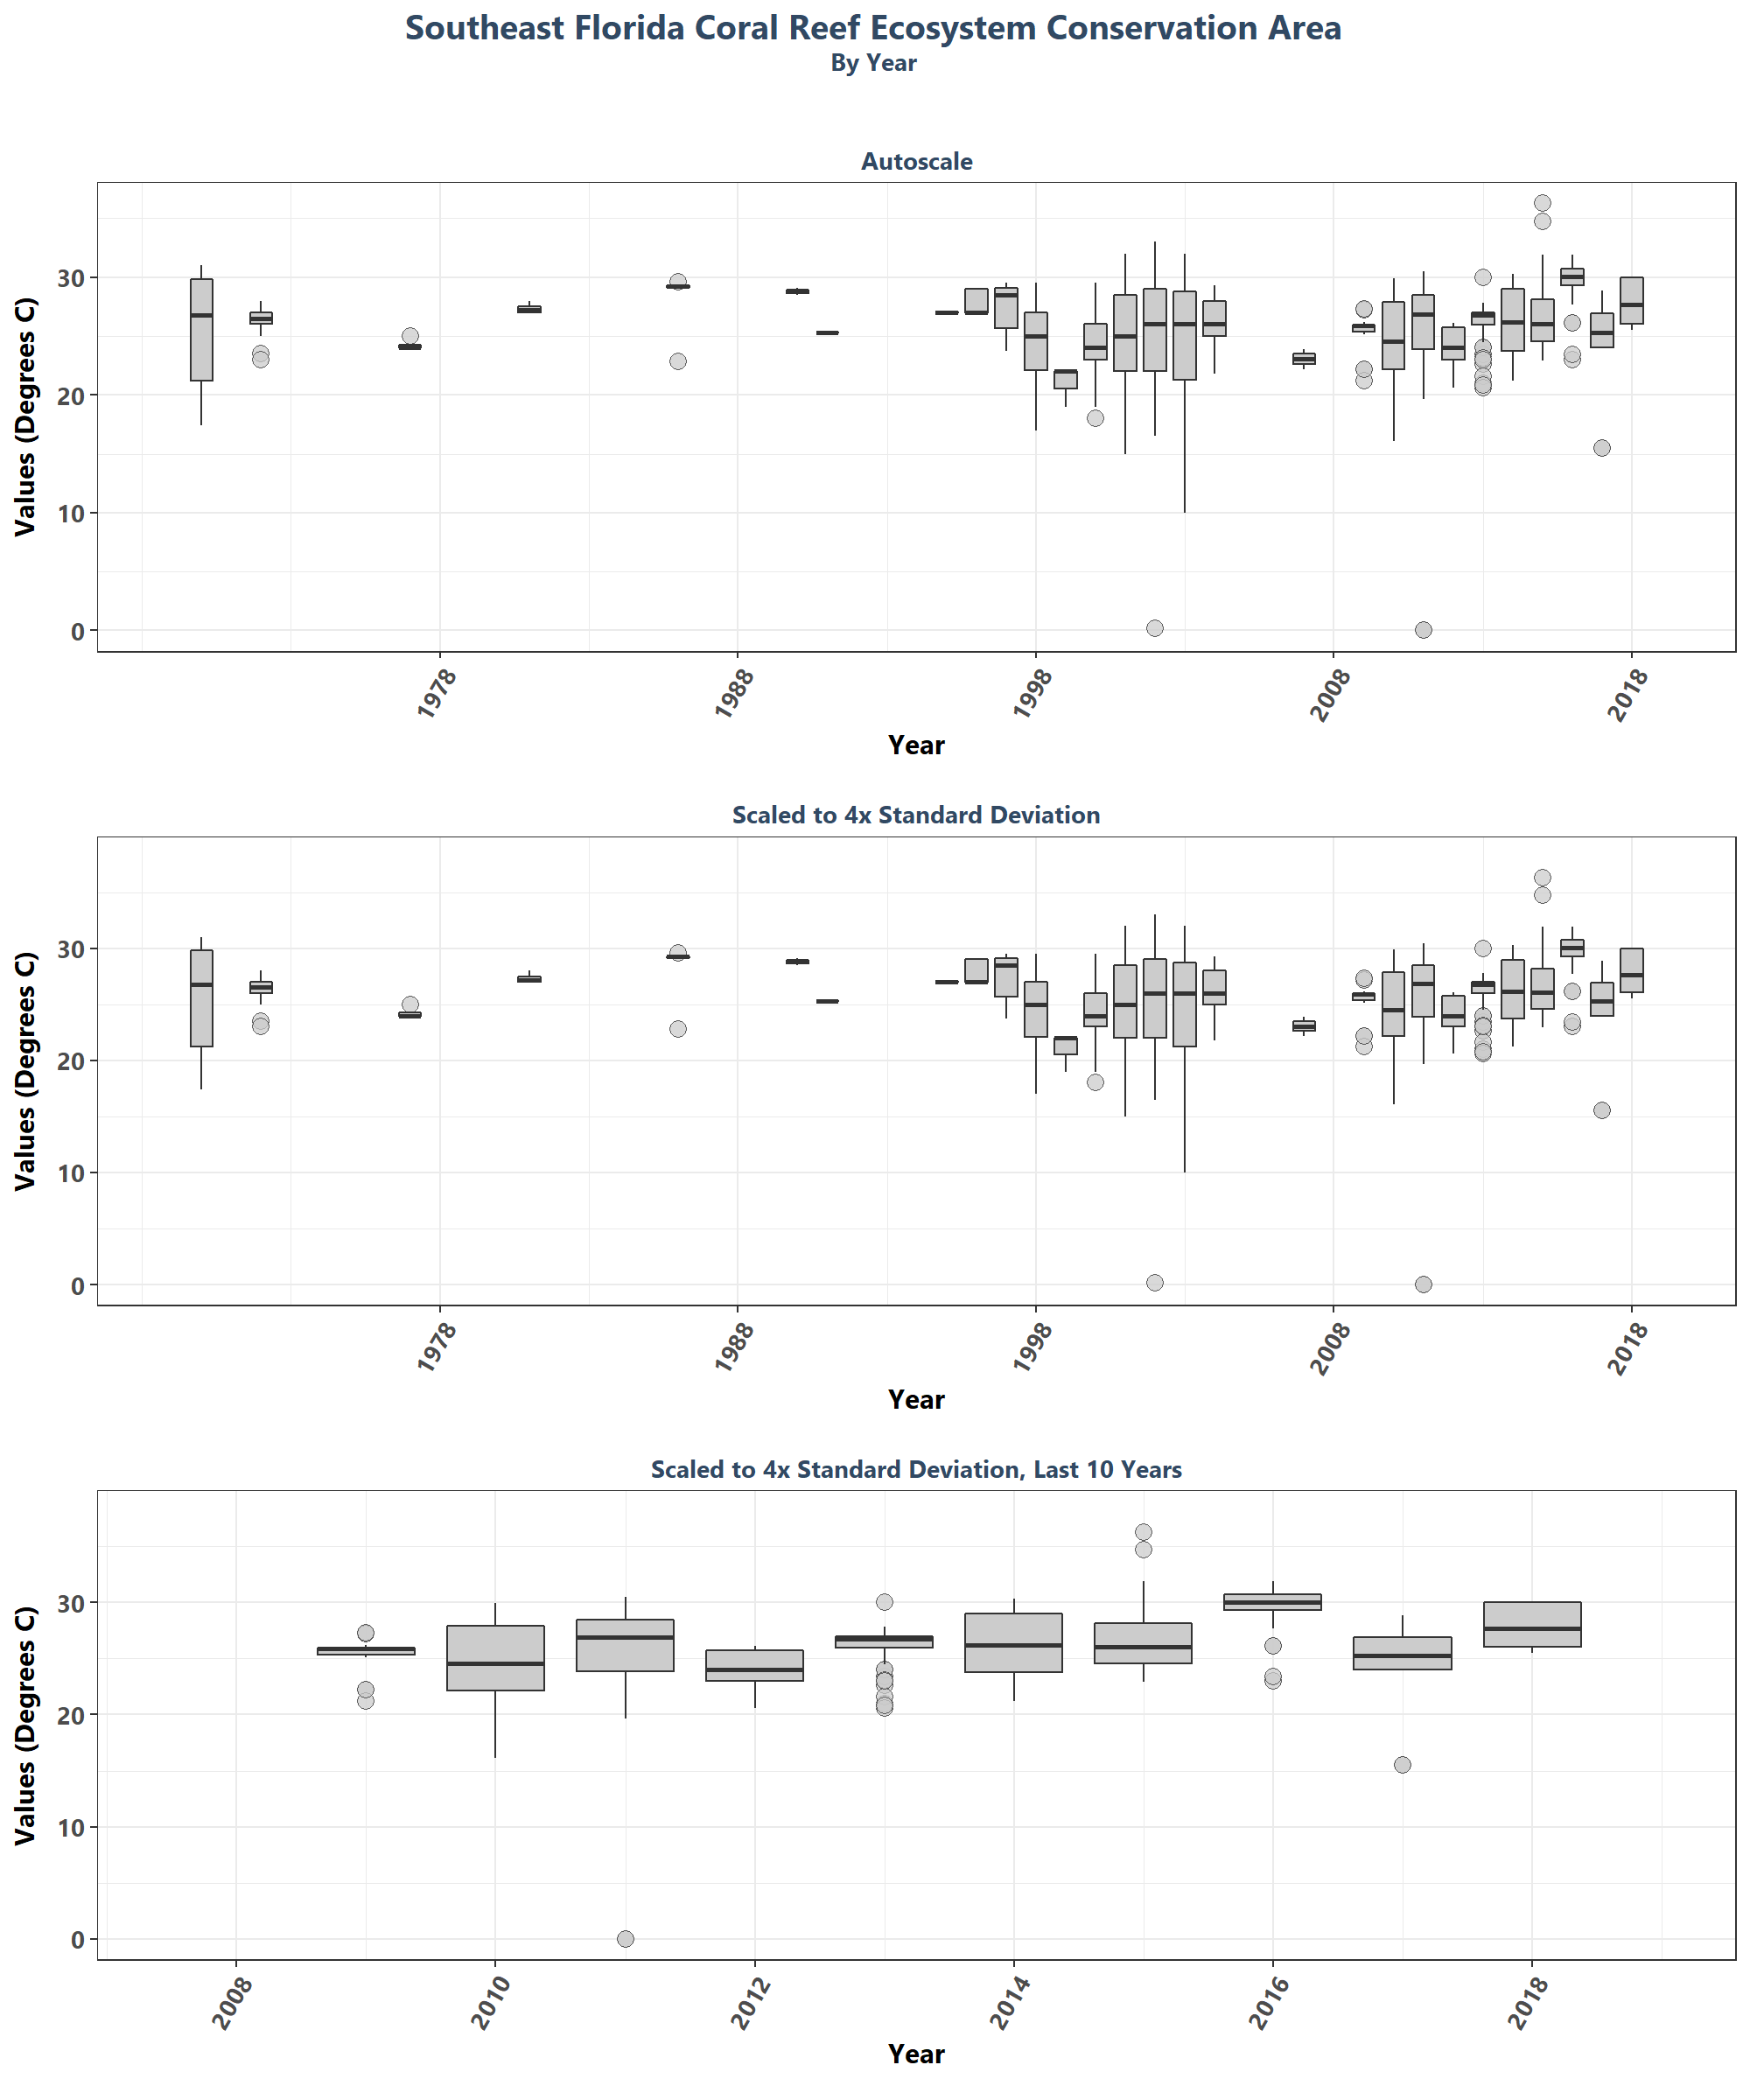 Southeast Florida Coral Reef Ecosystem Conservation Area
By Year
Autoscale
Values (Degrees C)
30
20
10
0
1978
1988
1998
2008
2018
Year
Scaled to 4x Standard Deviation
Values (Degrees C)
30
20
10
0
1978
1988
1998
2008
2018
Year
Scaled to 4x Standard Deviation, Last 10 Years
Values (Degrees C)
30
20
10
0
2008
2010
2012
2014
2016
2018
Year